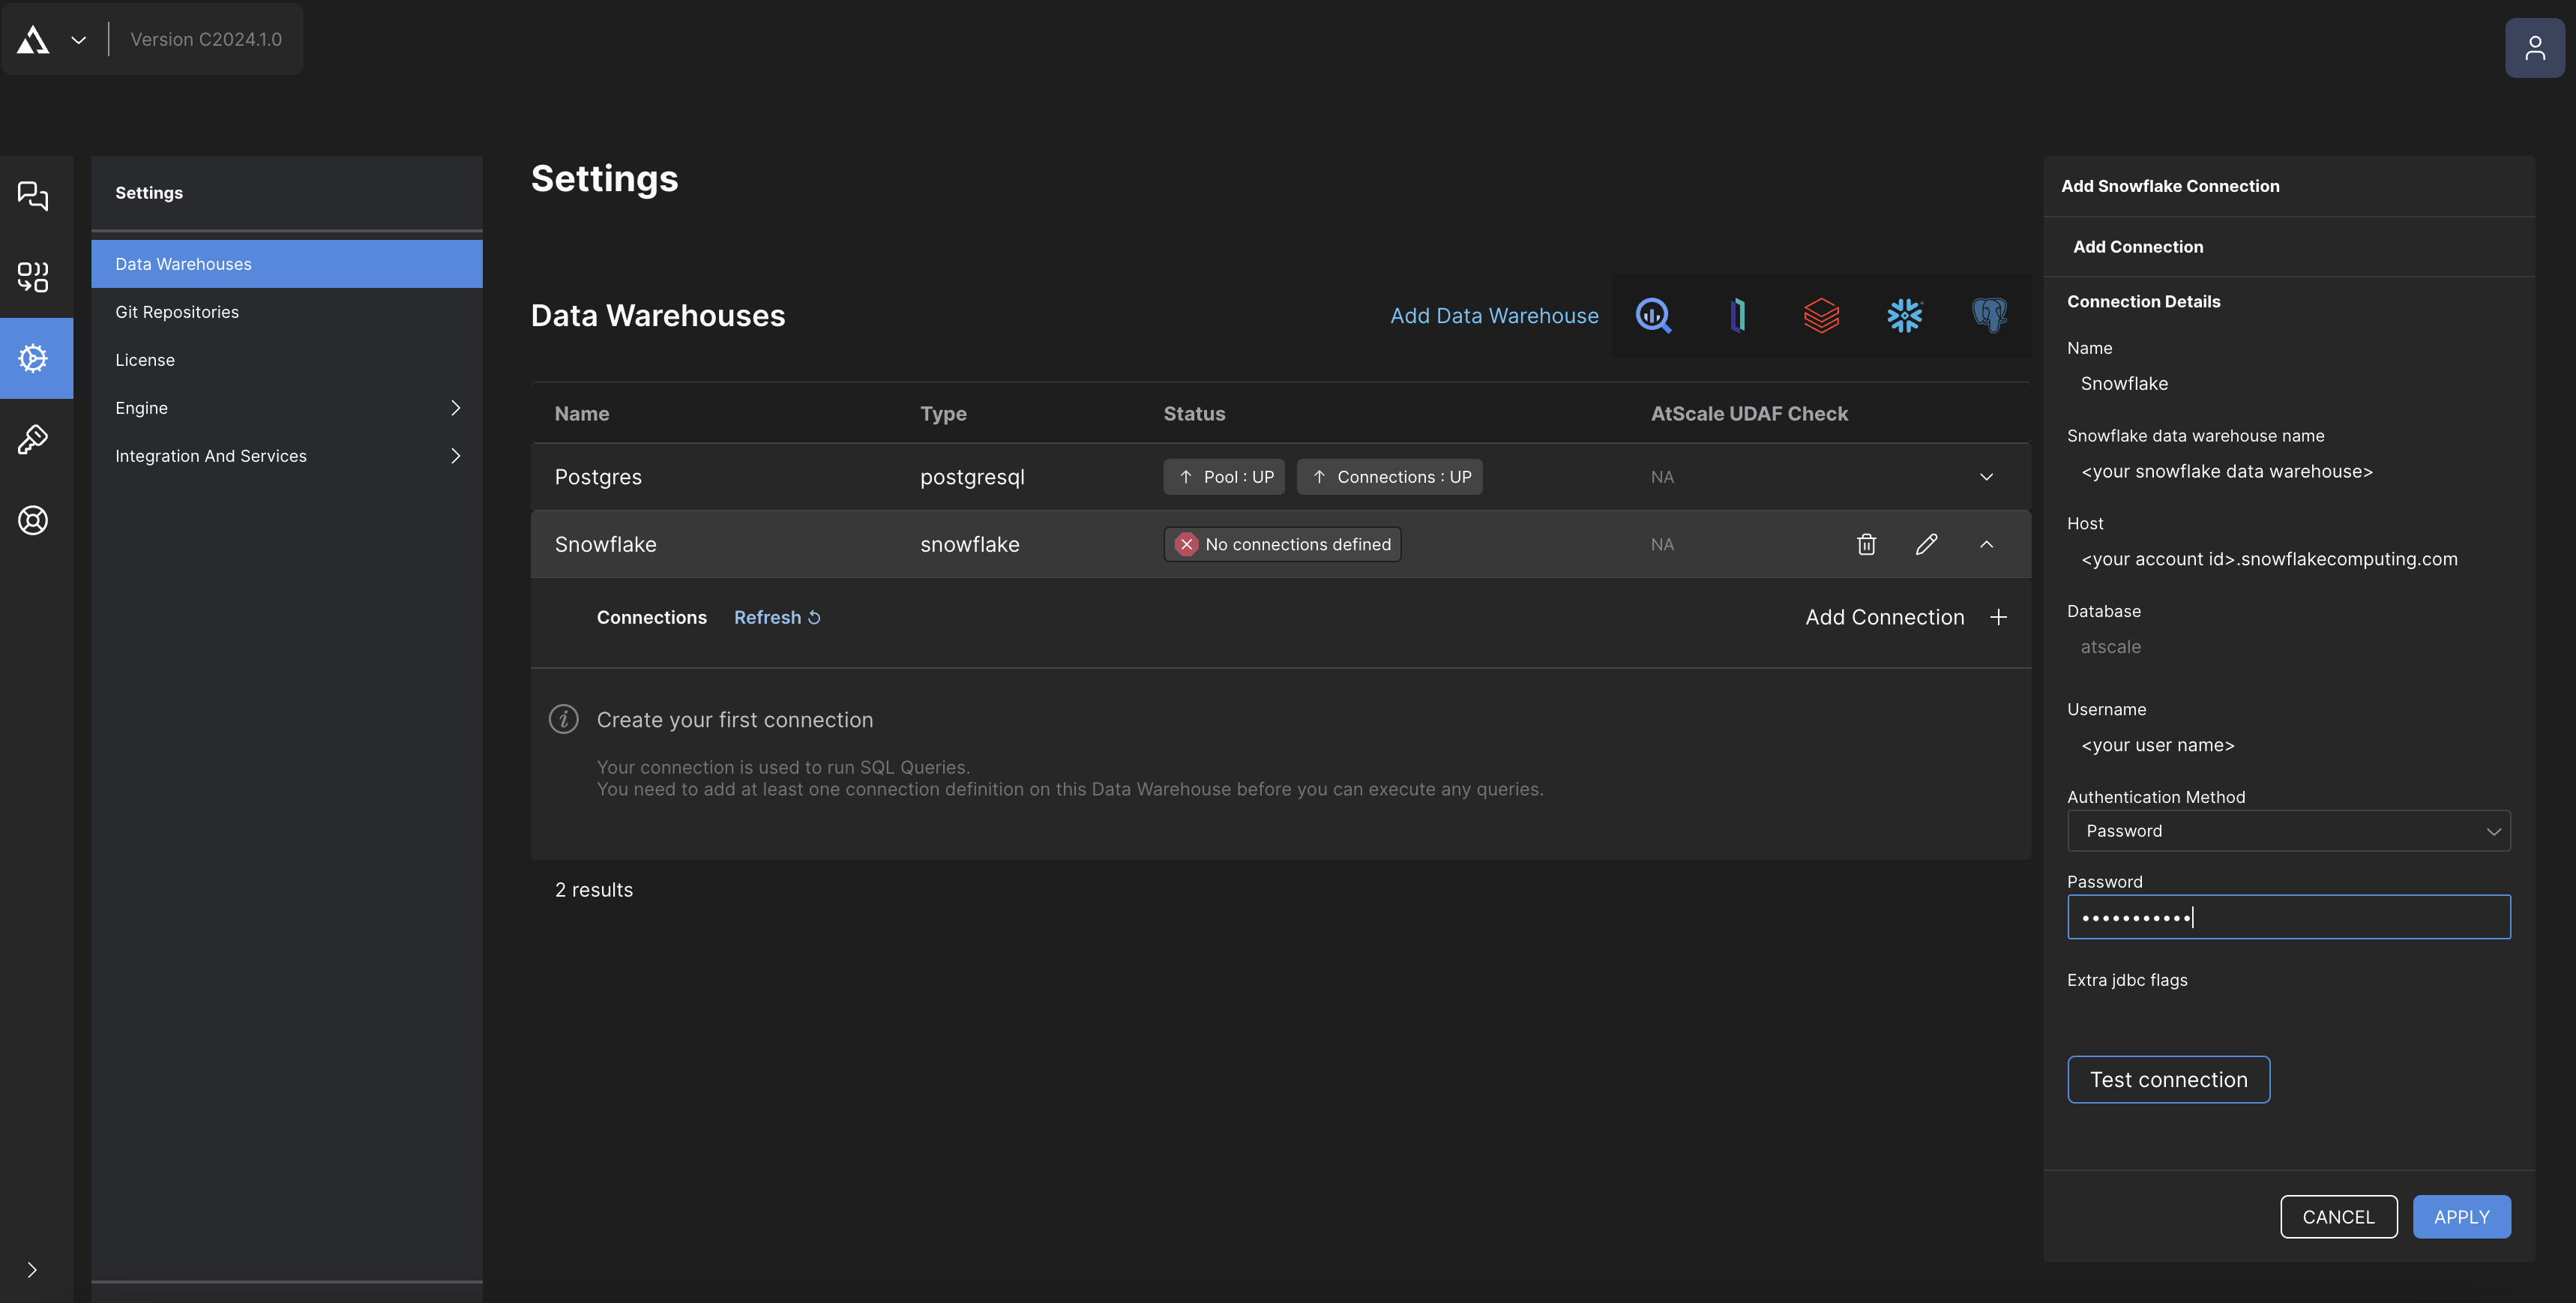 Version C2024.1.0
Settings
Data Warehouses
Git Repositories
License
Engine
Integration And Services
Settings
Data Warehouses
Add Data Warehouse
Name Type Status AtScale UDAF Check
Postgres postgresql Pool : UP Connections : UP NA
Snowflake snowflake No connections defined NA
Connections Refresh Add Connection
Create your first connection
Your connection is used to run SQL Queries.
You need to add at least one connection definition on this Data Warehouse before you can execute any queries.
2 results
Add Snowflake Connection
Add Connection
Connection Details
Name
Snowflake
Snowflake data warehouse name
<your snowflake data warehouse>
Host
<your account id>.snowflakecomputing.com
Database
atscale
Username
<your user name>
Authentication Method
Password
Password
•••••••••••
Extra jdbc flags
Test connection
CANCEL APPLY